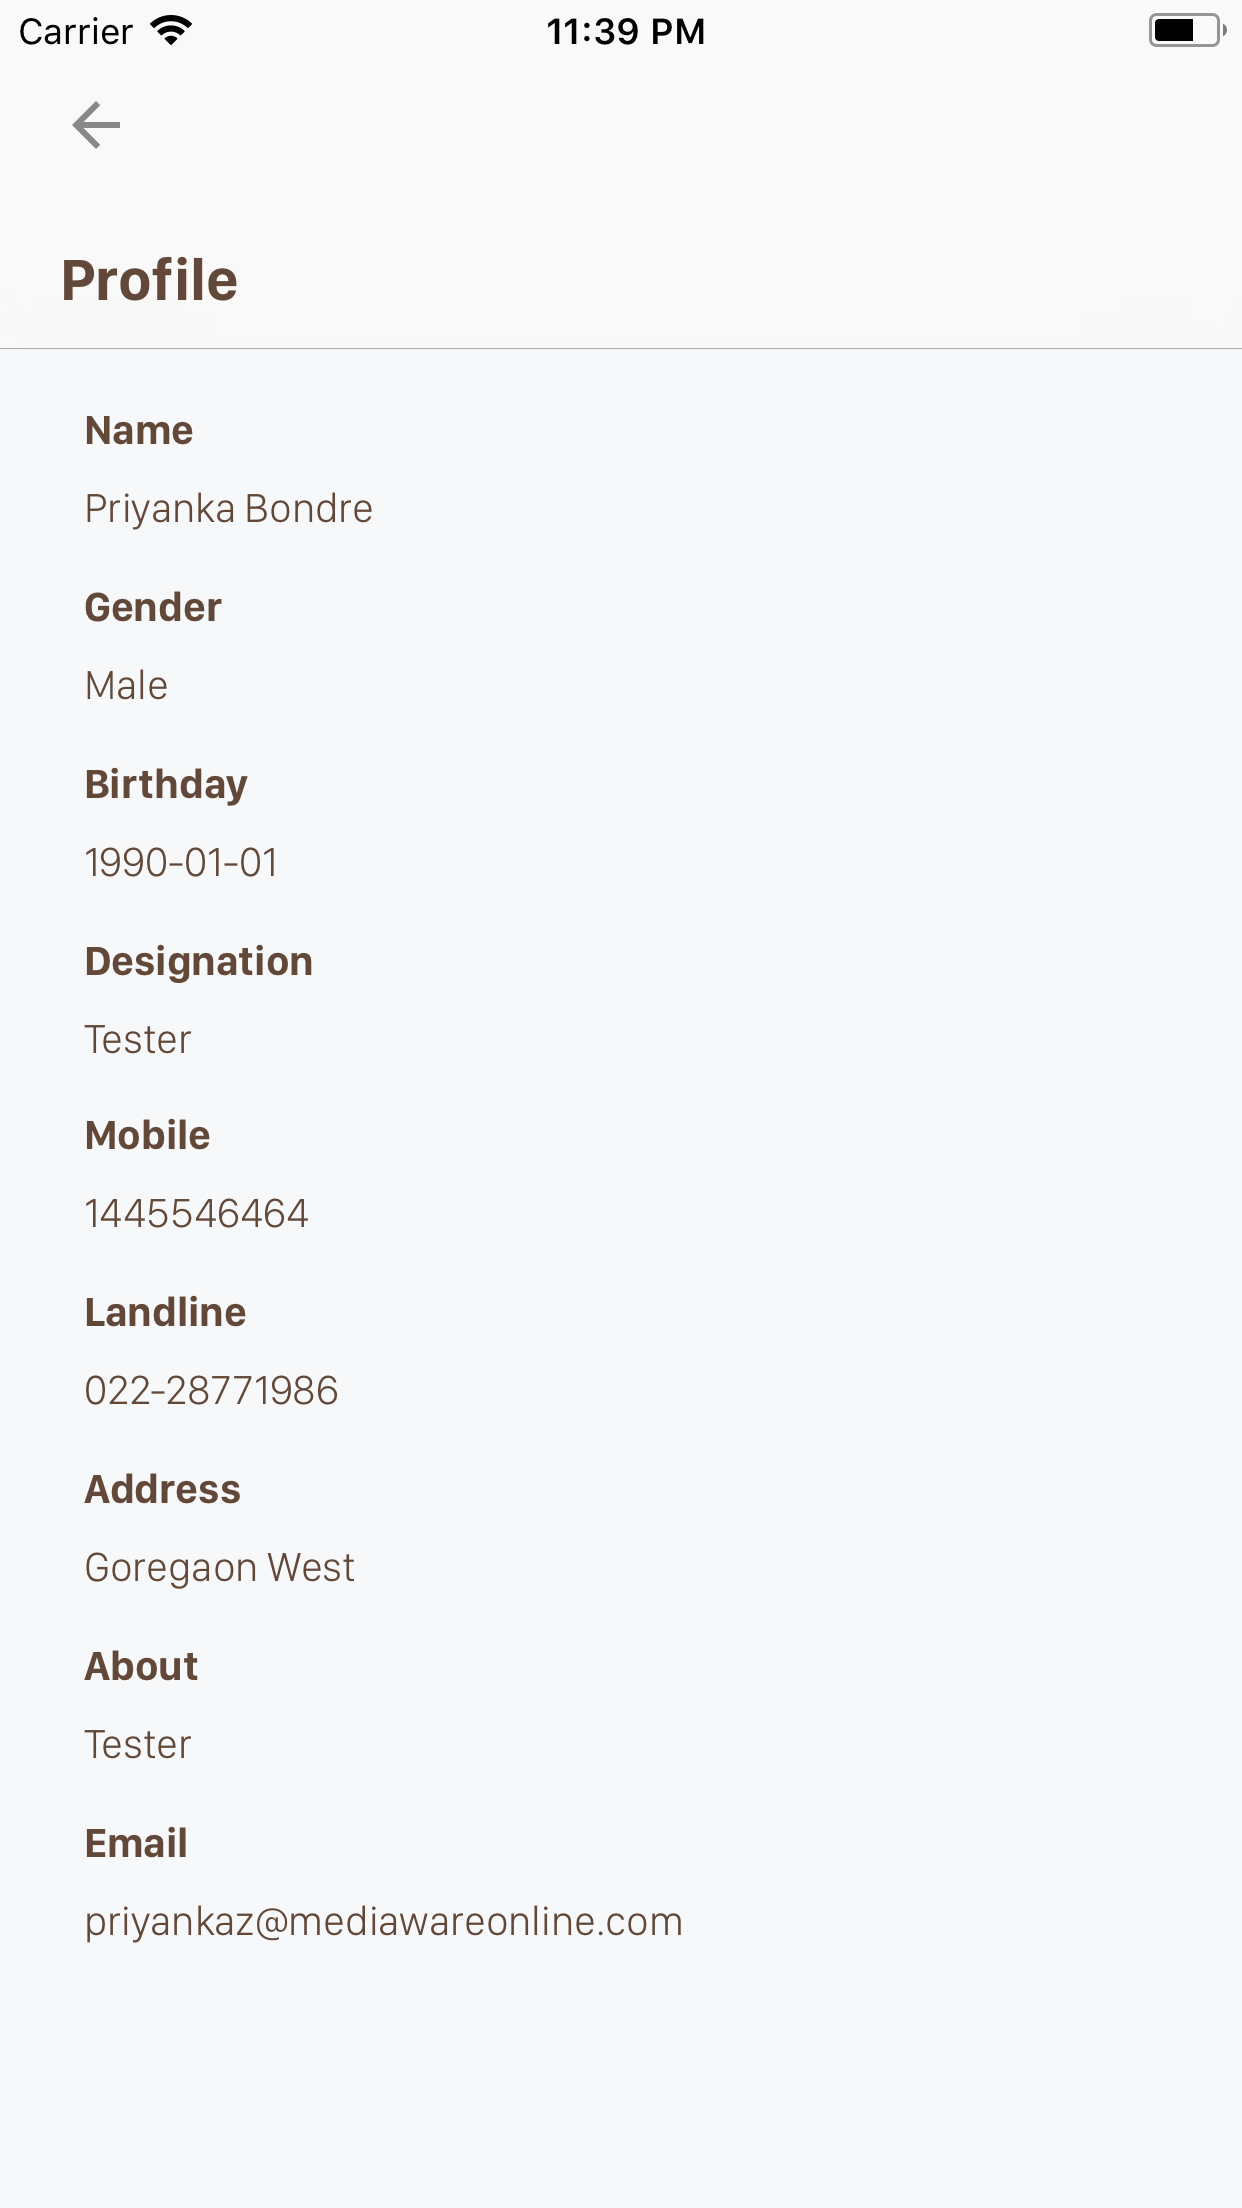 Carrier 11:39 PM
Profile
Name
Priyanka Bondre
Gender
Male
Birthday
1990-01-01
Designation
Tester
Mobile
1445546464
Landline
022-28771986
Address
Goregaon West
About
Tester
Email
priyankaz@mediawareonline.com